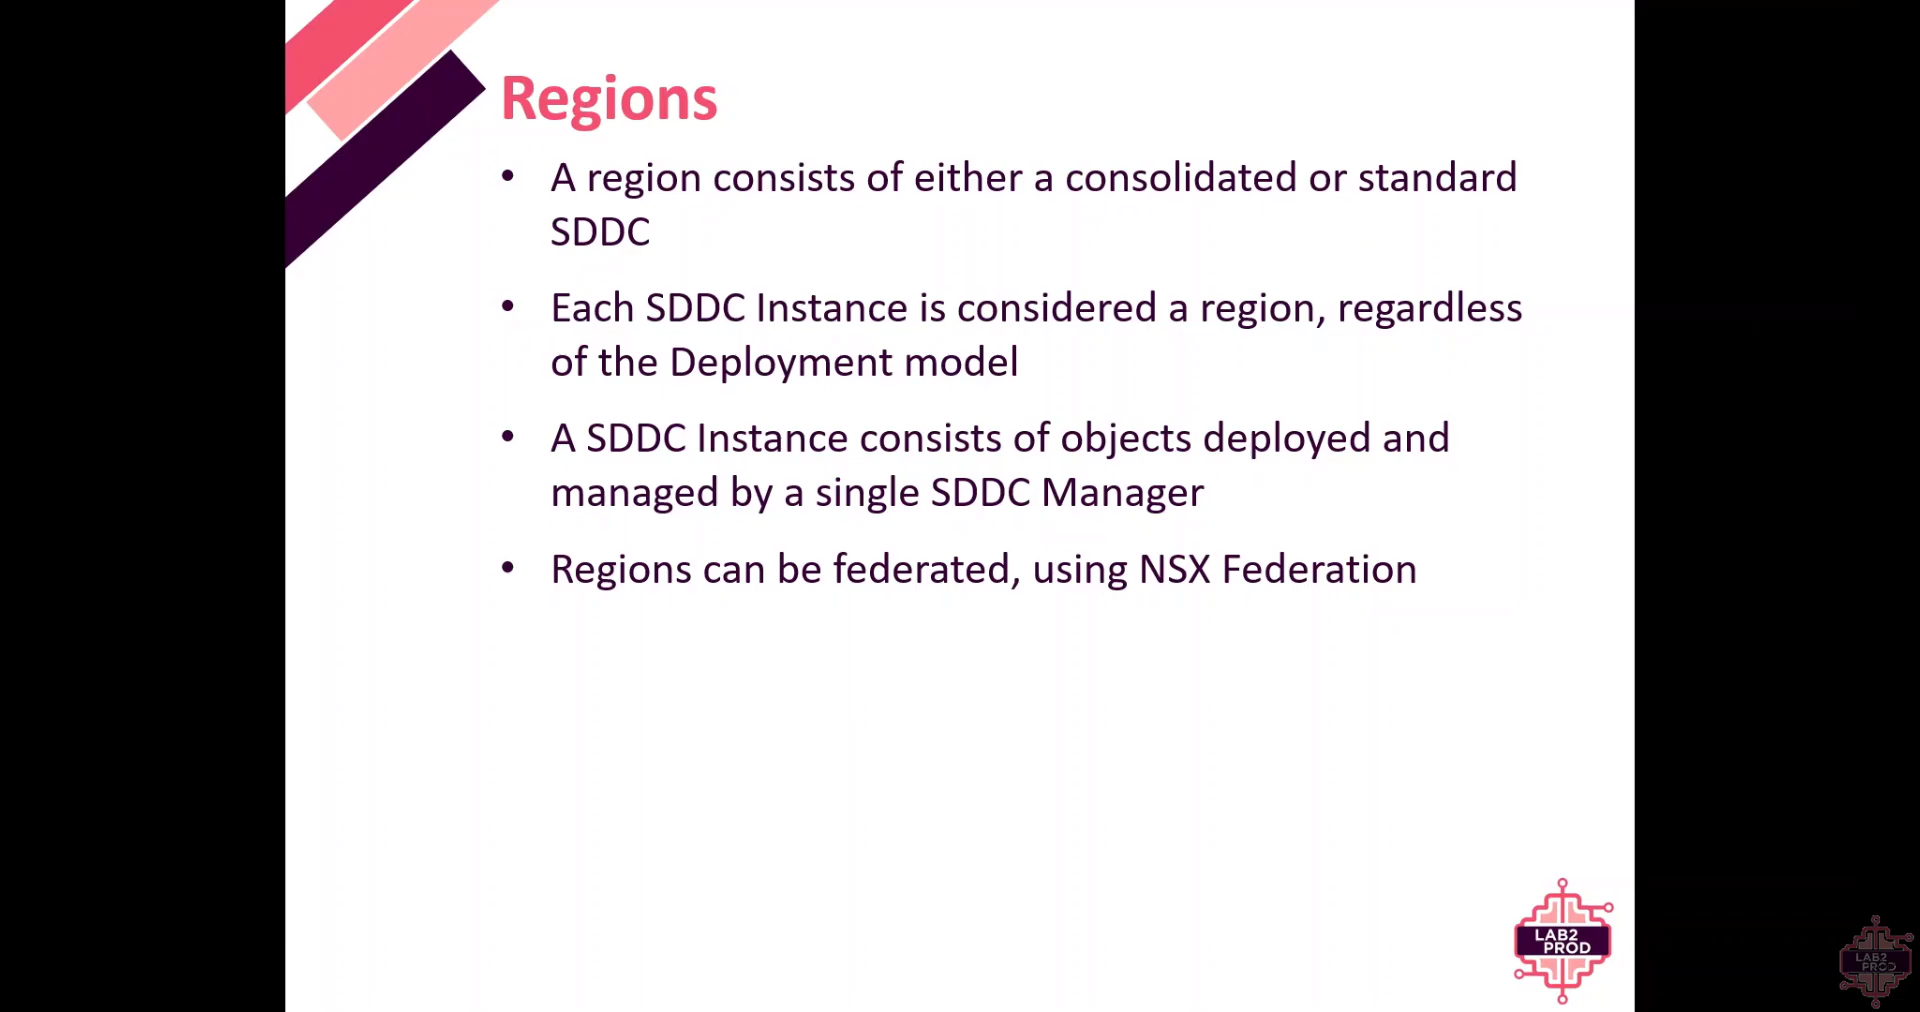 Regions
• A region consists of either a consolidated or standard
SDDC
• Each SDDC Instance is considered a region, regardless
of the Deployment model
• A SDDC Instance consists of objects deployed and
managed by a single SDDC Manager
• Regions can be federated, using NSX Federation
LAB2
PROD
LAB2
PROD